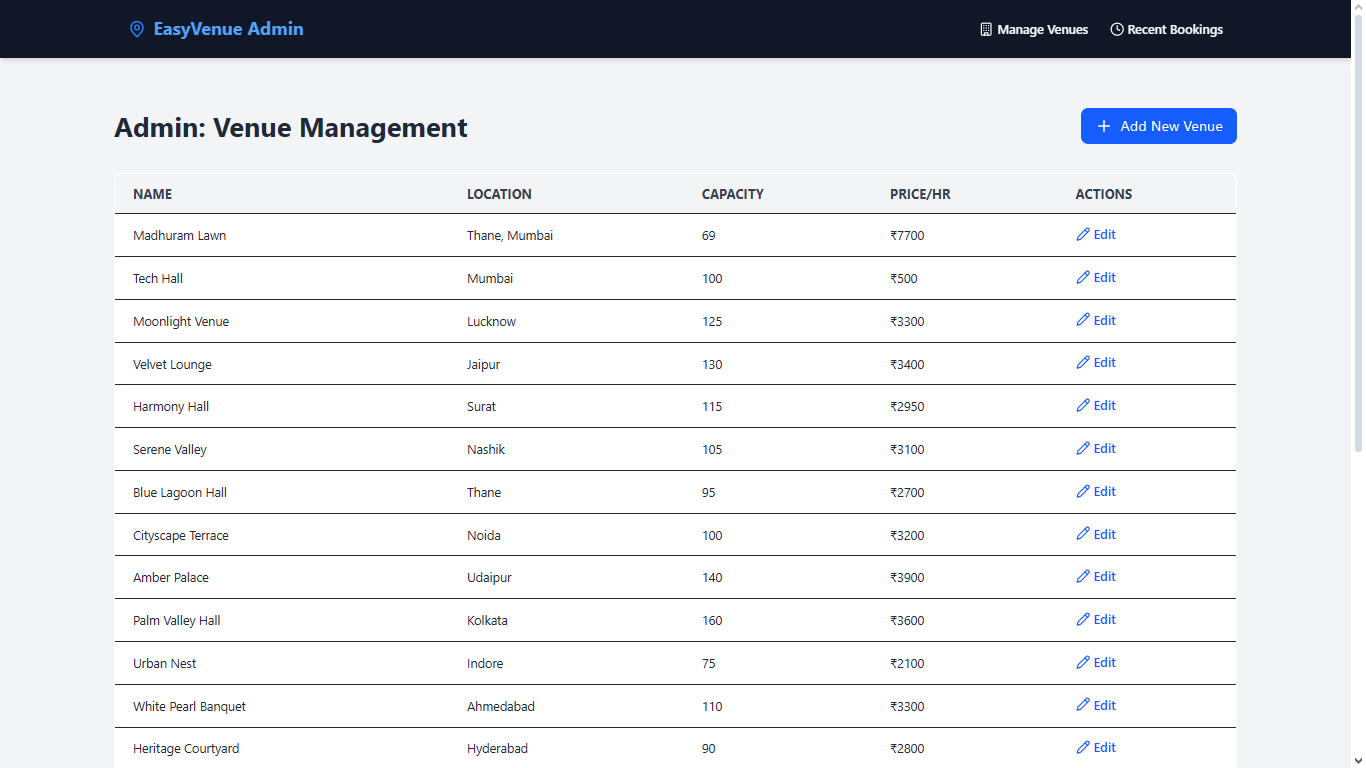 EasyVenue Admin Manage Venues Recent Bookings
Admin: Venue Management + Add New Venue
NAME LOCATION CAPACITY PRICE/HR ACTIONS
Madhuram Lawn Thane, Mumbai 69 ₹7700 Edit
Tech Hall Mumbai 100 ₹500 Edit
Moonlight Venue Lucknow 125 ₹3300 Edit
Velvet Lounge Jaipur 130 ₹3400 Edit
Harmony Hall Surat 115 ₹2950 Edit
Serene Valley Nashik 105 ₹3100 Edit
Blue Lagoon Hall Thane 95 ₹2700 Edit
Cityscape Terrace Noida 100 ₹3200 Edit
Amber Palace Udaipur 140 ₹3900 Edit
Palm Valley Hall Kolkata 160 ₹3600 Edit
Urban Nest Indore 75 ₹2100 Edit
White Pearl Banquet Ahmedabad 110 ₹3300 Edit
Heritage Courtyard Hyderabad 90 ₹2800 Edit